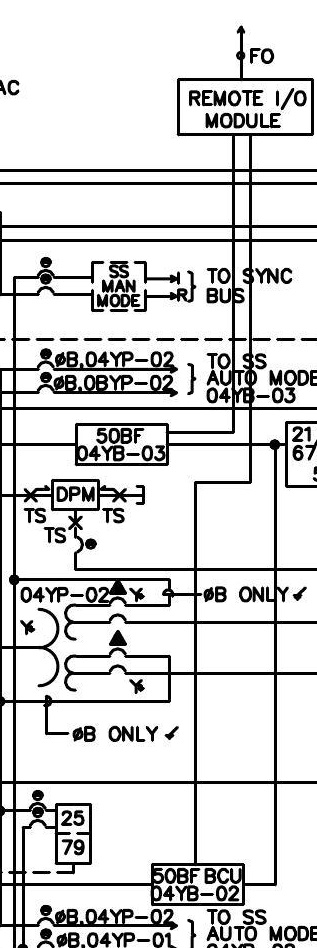 FO
AC
REMOTE I/O
MODULE
SS
MAN
MODE
I
R
TO SYNC
BUS
ØB,04YP-02
ØB,0BYP-02
TO SS
AUTO MODE
04YB-03
50BF
04YB-03
21
67
DPM
TS
TS
TS
04YP-02
Y
ØB ONLY
Y
Y
ØB ONLY
25
79
50BF BCU
04YB-02
ØB,04YP-02
ØB,04YP-01
TO SS
AUTO MODE